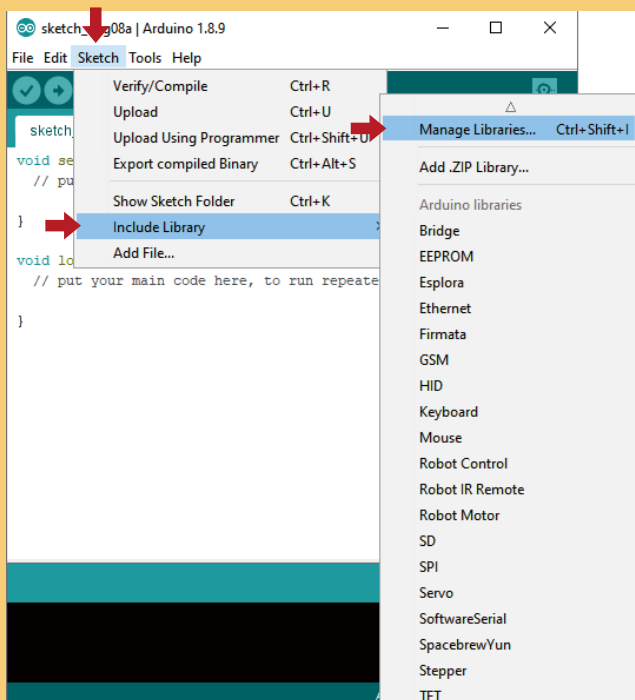 sketch_ g08a | Arduino 1.8.9
File Edit Sketch Tools Help
Verify/Compile Ctrl+R
Upload Ctrl+U
Upload Using Programmer Ctrl+Shift+U
Export compiled Binary Ctrl+Alt+S
Show Sketch Folder Ctrl+K
Include Library
Add File...
sketch_
void se
// pu
}
void lo
// put your main code here, to run repeate
}
Manage Libraries... Ctrl+Shift+I
Add .ZIP Library...
Arduino libraries
Bridge
EEPROM
Esplora
Ethernet
Firmata
GSM
HID
Keyboard
Mouse
Robot Control
Robot IR Remote
Robot Motor
SD
SPI
Servo
SoftwareSerial
SpacebrewYun
Stepper
TFT